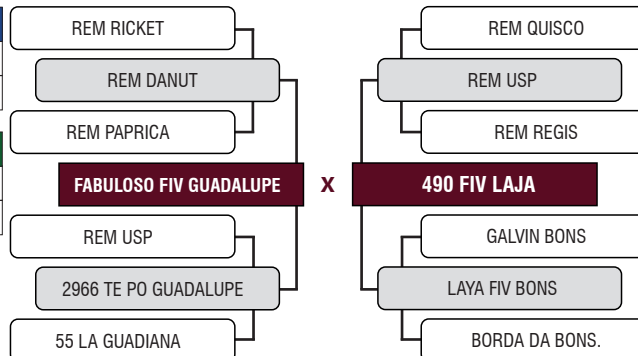 REM RICKET
REM DANUT
REM PAPRICA
FABULOSO FIV GUADALUPE
REM USP
2966 TE PO GUADALUPE
55 LA GUADIANA
X
REM QUISCO
REM USP
REM REGIS
490 FIV LAJA
GALVIN BONS
LAYA FIV BONS
BORDA DA BONS.